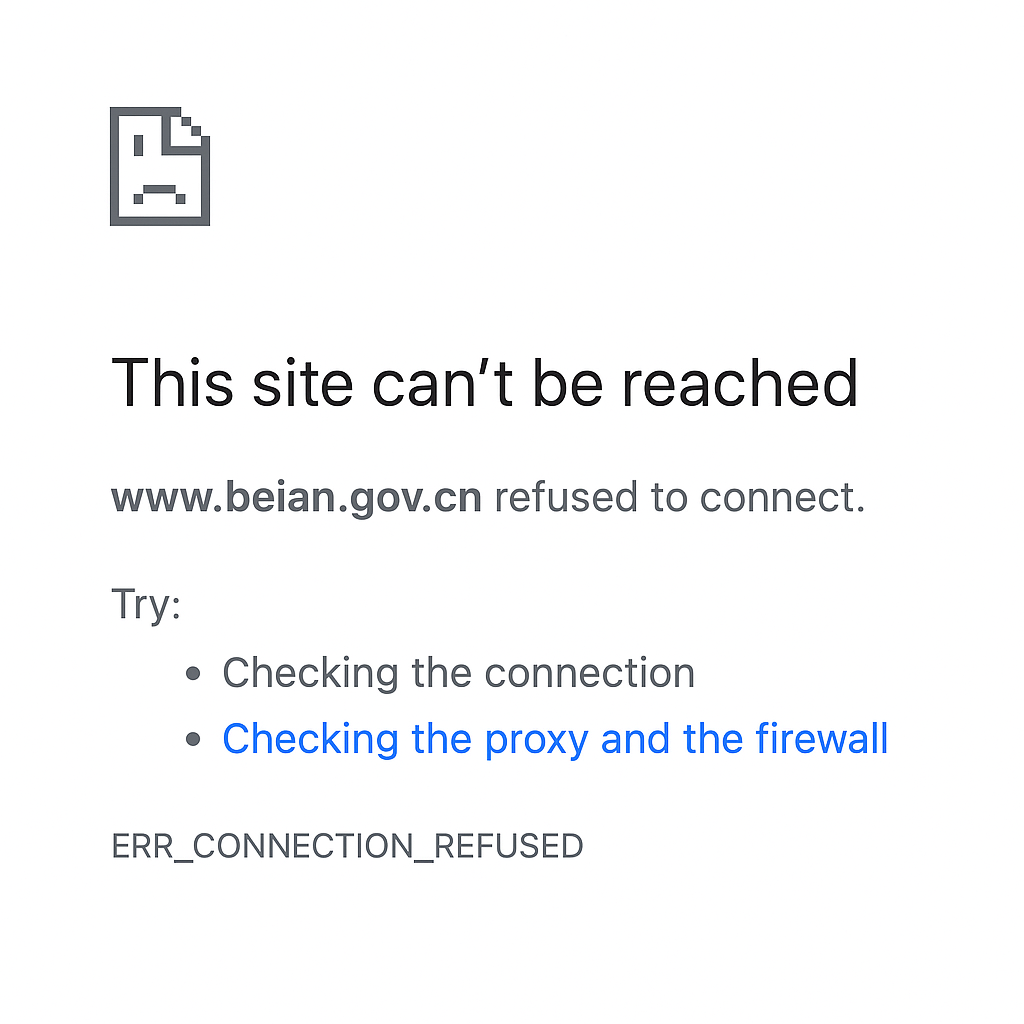 This site can’t be reached
www.beian.gov.cn refused to connect.
Try:
• Checking the connection
• Checking the proxy and the firewall
ERR_CONNECTION_REFUSED